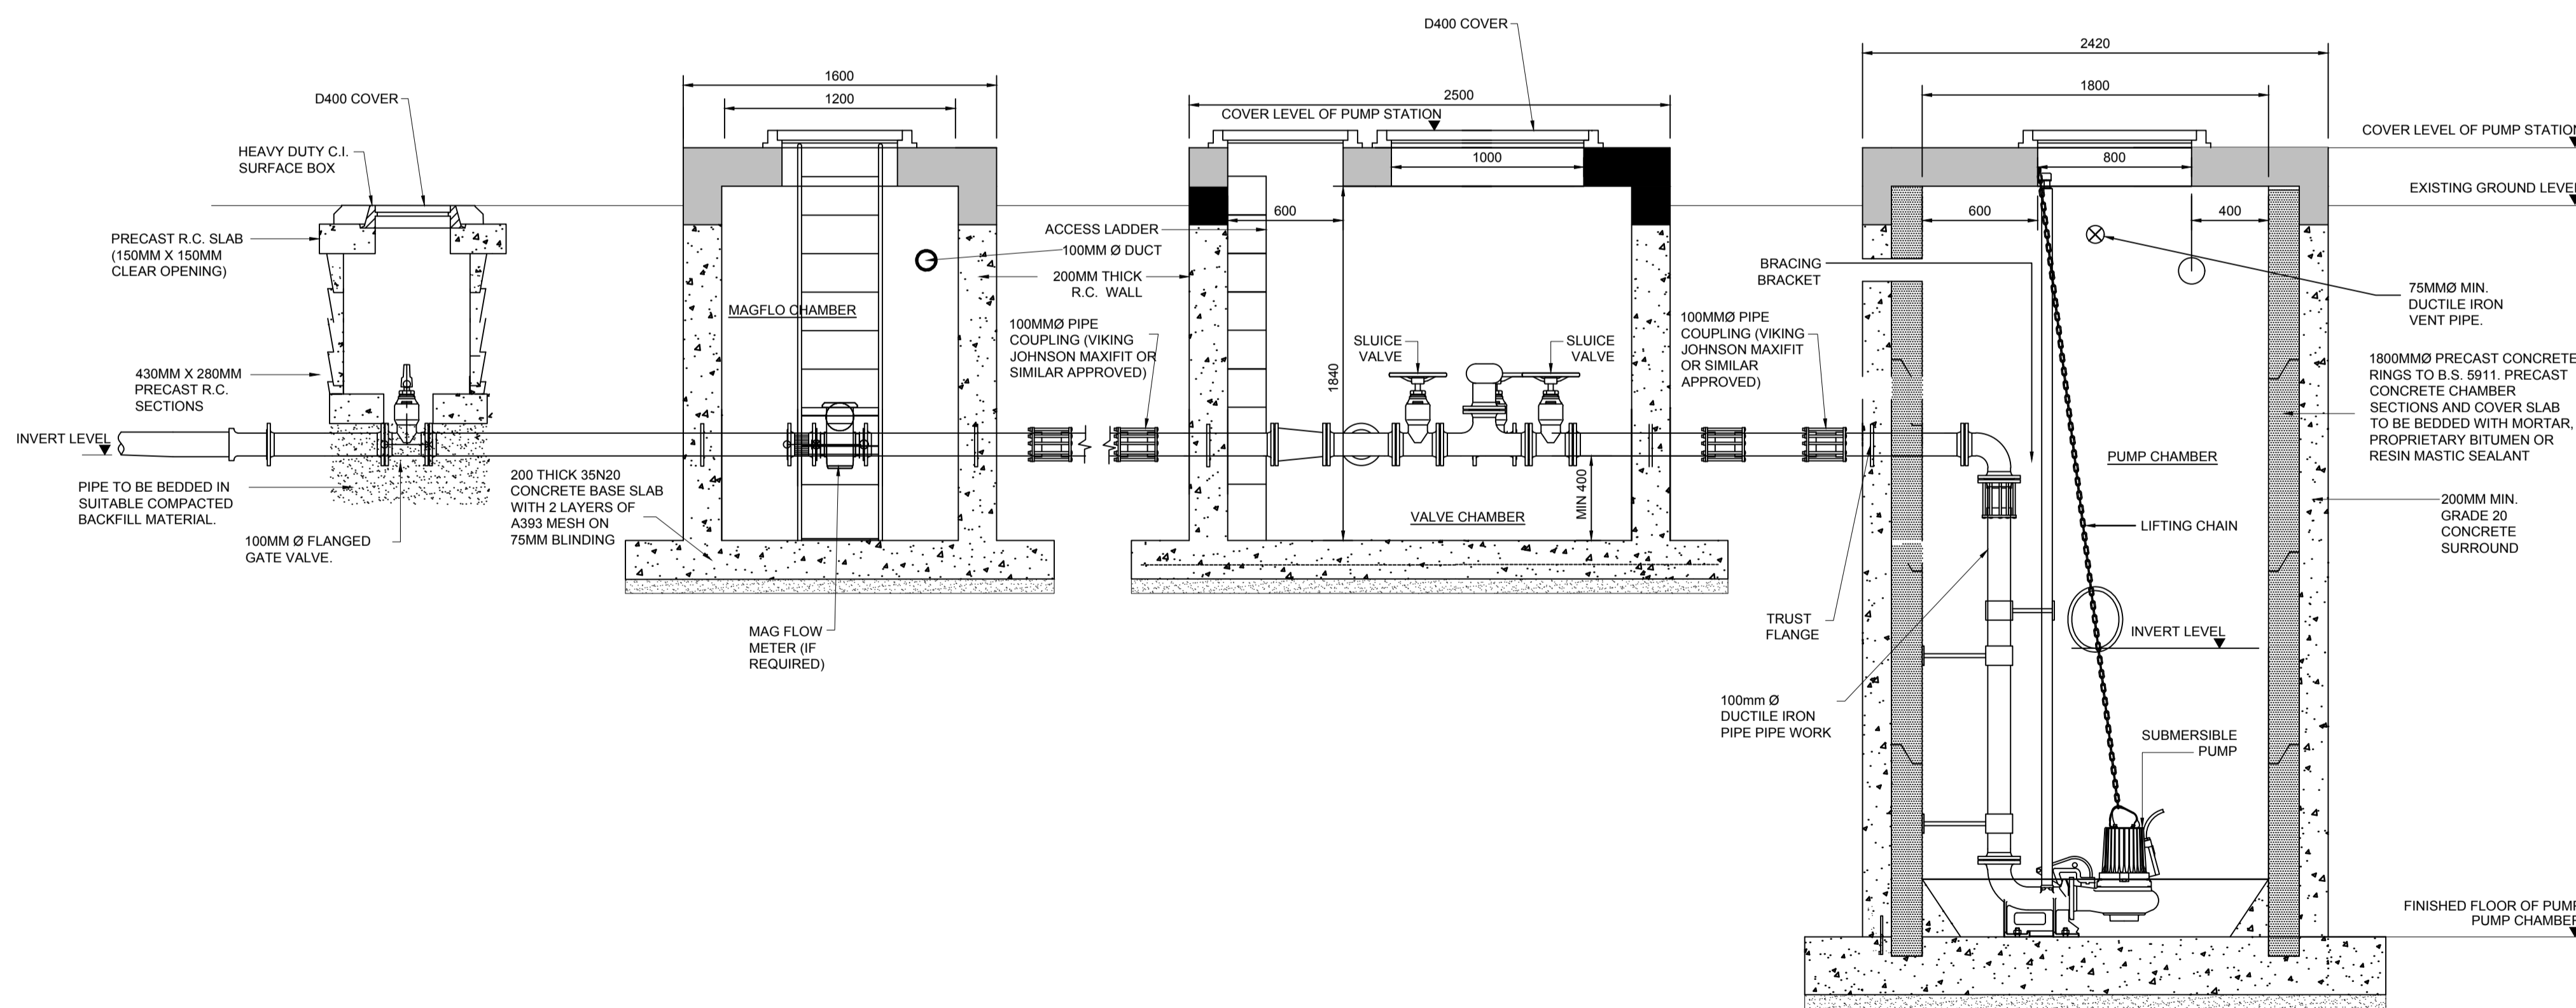 D400 COVER
HEAVY DUTY C.I.
SURFACE BOX
PRECAST R.C. SLAB
(150MM X 150MM
CLEAR OPENING)
430MM X 280MM
PRECAST R.C.
SECTIONS
INVERT LEVEL
PIPE TO BE BEDDED IN
SUITABLE COMPACTED
BACKFILL MATERIAL.
100MM Ø FLANGED
GATE VALVE.
1600
1200
MAGFLO CHAMBER
200 THICK 35N20
CONCRETE BASE SLAB
WITH 2 LAYERS OF
A393 MESH ON
75MM BLINDING
MAG FLOW
METER (IF
REQUIRED)
ACCESS LADDER
100MM Ø DUCT
200MM THICK
R.C. WALL
100MMØ PIPE
COUPLING (VIKING
JOHNSON MAXIFIT OR
SIMILAR APPROVED)
D400 COVER
2500
COVER LEVEL OF PUMP STATION
1000
600
1840
SLUICE
VALVE
SLUICE
VALVE
VALVE CHAMBER
MIN 400
100MMØ PIPE
COUPLING (VIKING
JOHNSON MAXIFIT
OR SIMILAR
APPROVED)
BRACING
BRACKET
TRUST
FLANGE
100mm Ø
DUCTILE IRON
PIPE PIPE WORK
2420
1800
800
600
400
PUMP CHAMBER
LIFTING CHAIN
INVERT LEVEL
SUBMERSIBLE
PUMP
COVER LEVEL OF PUMP STATION
EXISTING GROUND LEVEL
75MMØ MIN.
DUCTILE IRON
VENT PIPE.
1800MMØ PRECAST CONCRETE
RINGS TO B.S. 5911. PRECAST
CONCRETE CHAMBER
SECTIONS AND COVER SLAB
TO BE BEDDED WITH MORTAR,
PROPRIETARY BITUMEN OR
RESIN MASTIC SEALANT
200MM MIN.
GRADE 20
CONCRETE
SURROUND
FINISHED FLOOR OF PUMP
PUMP CHAMBER